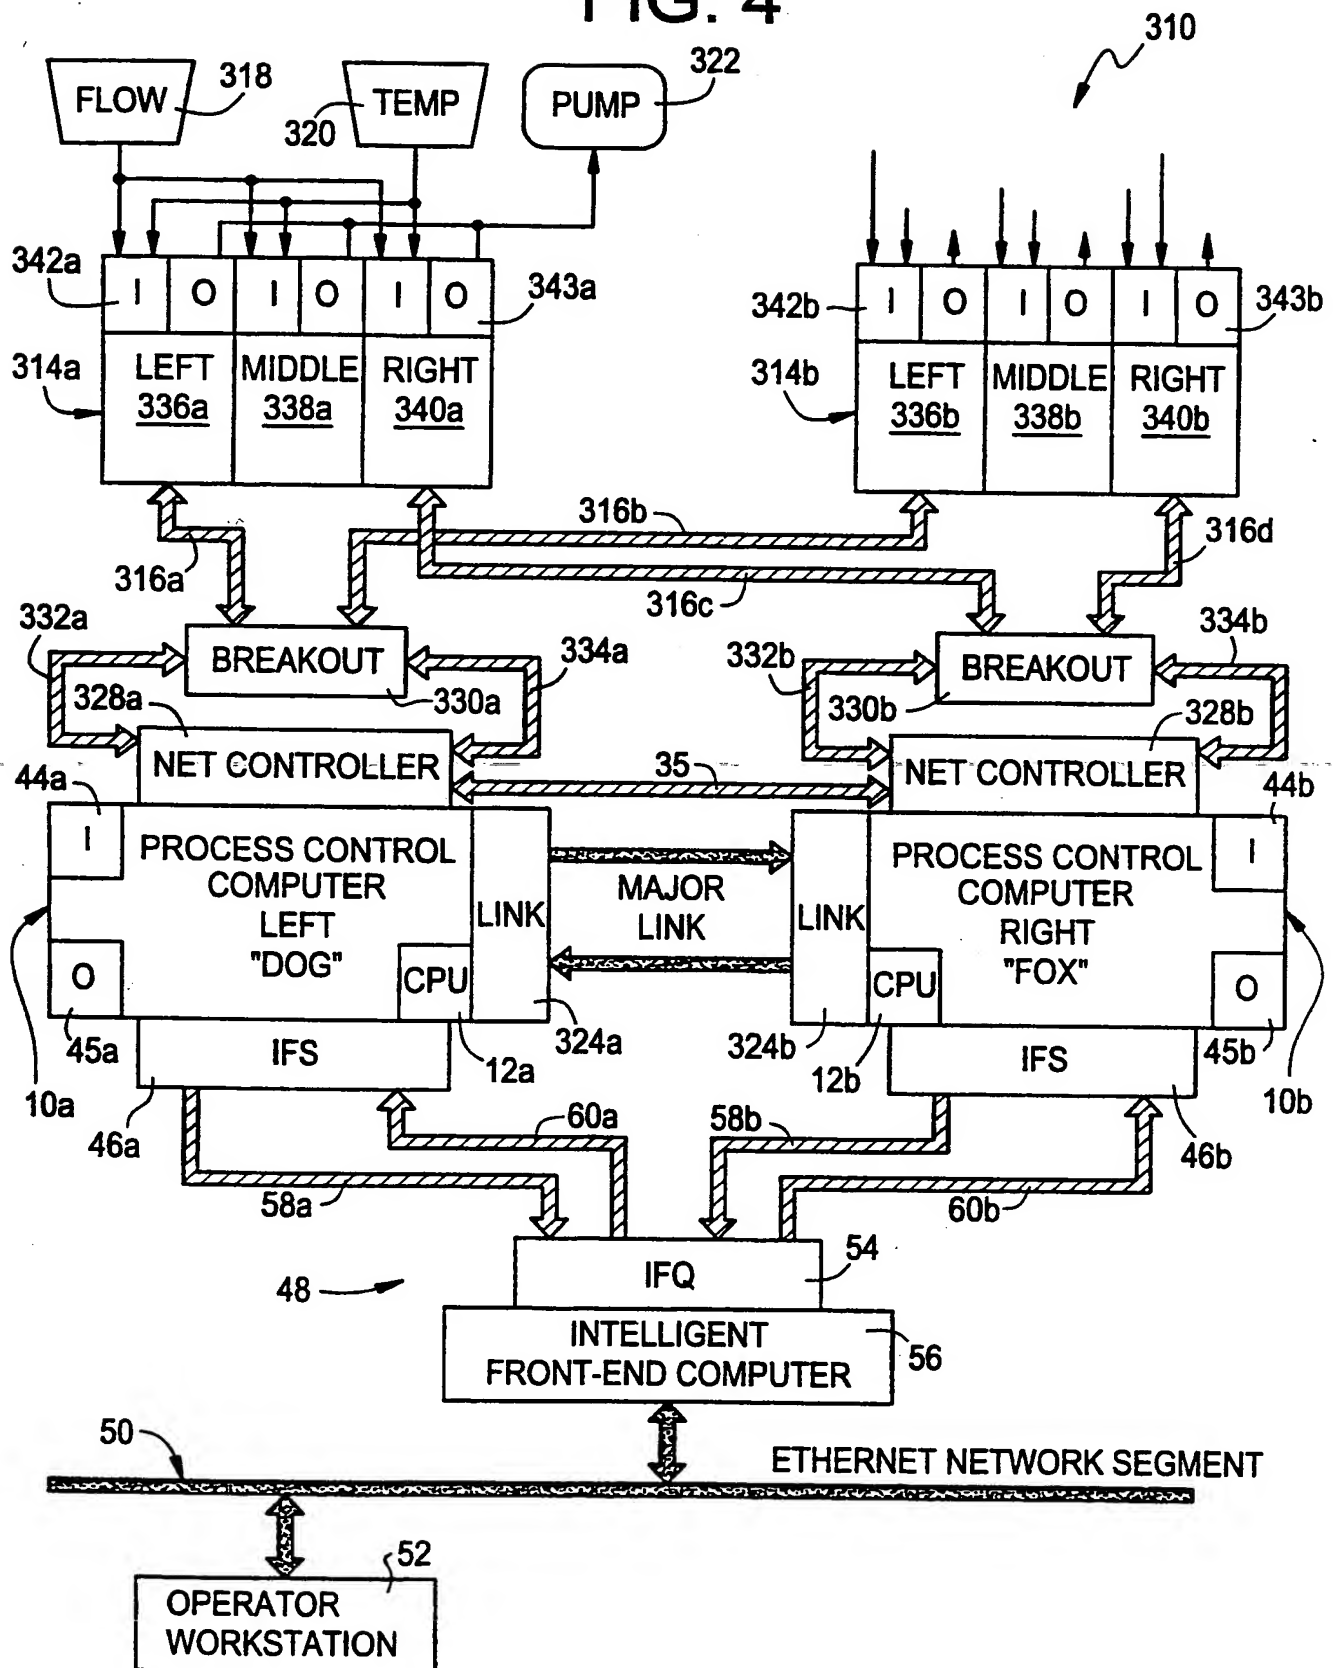 FIG. 4
310
FLOW
318
TEMP
320
PUMP
322
342a
I
O
I
O
I
O
343a
342b
I
O
I
O
I
O
343b
314a
LEFT
336a
MIDDLE
338a
RIGHT
340a
314b
LEFT
336b
MIDDLE
338b
RIGHT
340b
316a
316b
316c
316d
332a
BREAKOUT
330a
334a
332b
BREAKOUT
330b
334b
328a
NET CONTROLLER
35
328b
NET CONTROLLER
44a
I
PROCESS CONTROL
COMPUTER
LEFT
"DOG"
O
CPU
LINK
MAJOR
LINK
LINK
PROCESS CONTROL
COMPUTER
RIGHT
"FOX"
CPU
44b
I
O
45a
10a
IFS
12a
324a
324b
12b
IFS
45b
10b
46a
60a
58b
46b
58a
60b
48
IFQ
54
INTELLIGENT
FRONT-END COMPUTER
56
50
ETHERNET NETWORK SEGMENT
52
OPERATOR
WORKSTATION